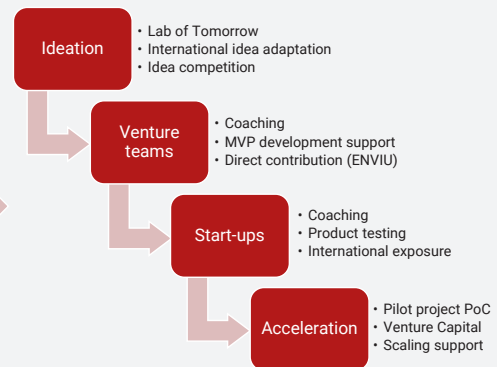 Ideation
• Lab of Tomorrow
• International idea adaptation
• Idea competition
Venture
teams
• Coaching
• MVP development support
• Direct contribution (ENVIU)
Start-ups
• Coaching
• Product testing
• International exposure
Acceleration
• Pilot project PoC
• Venture Capital
• Scaling support